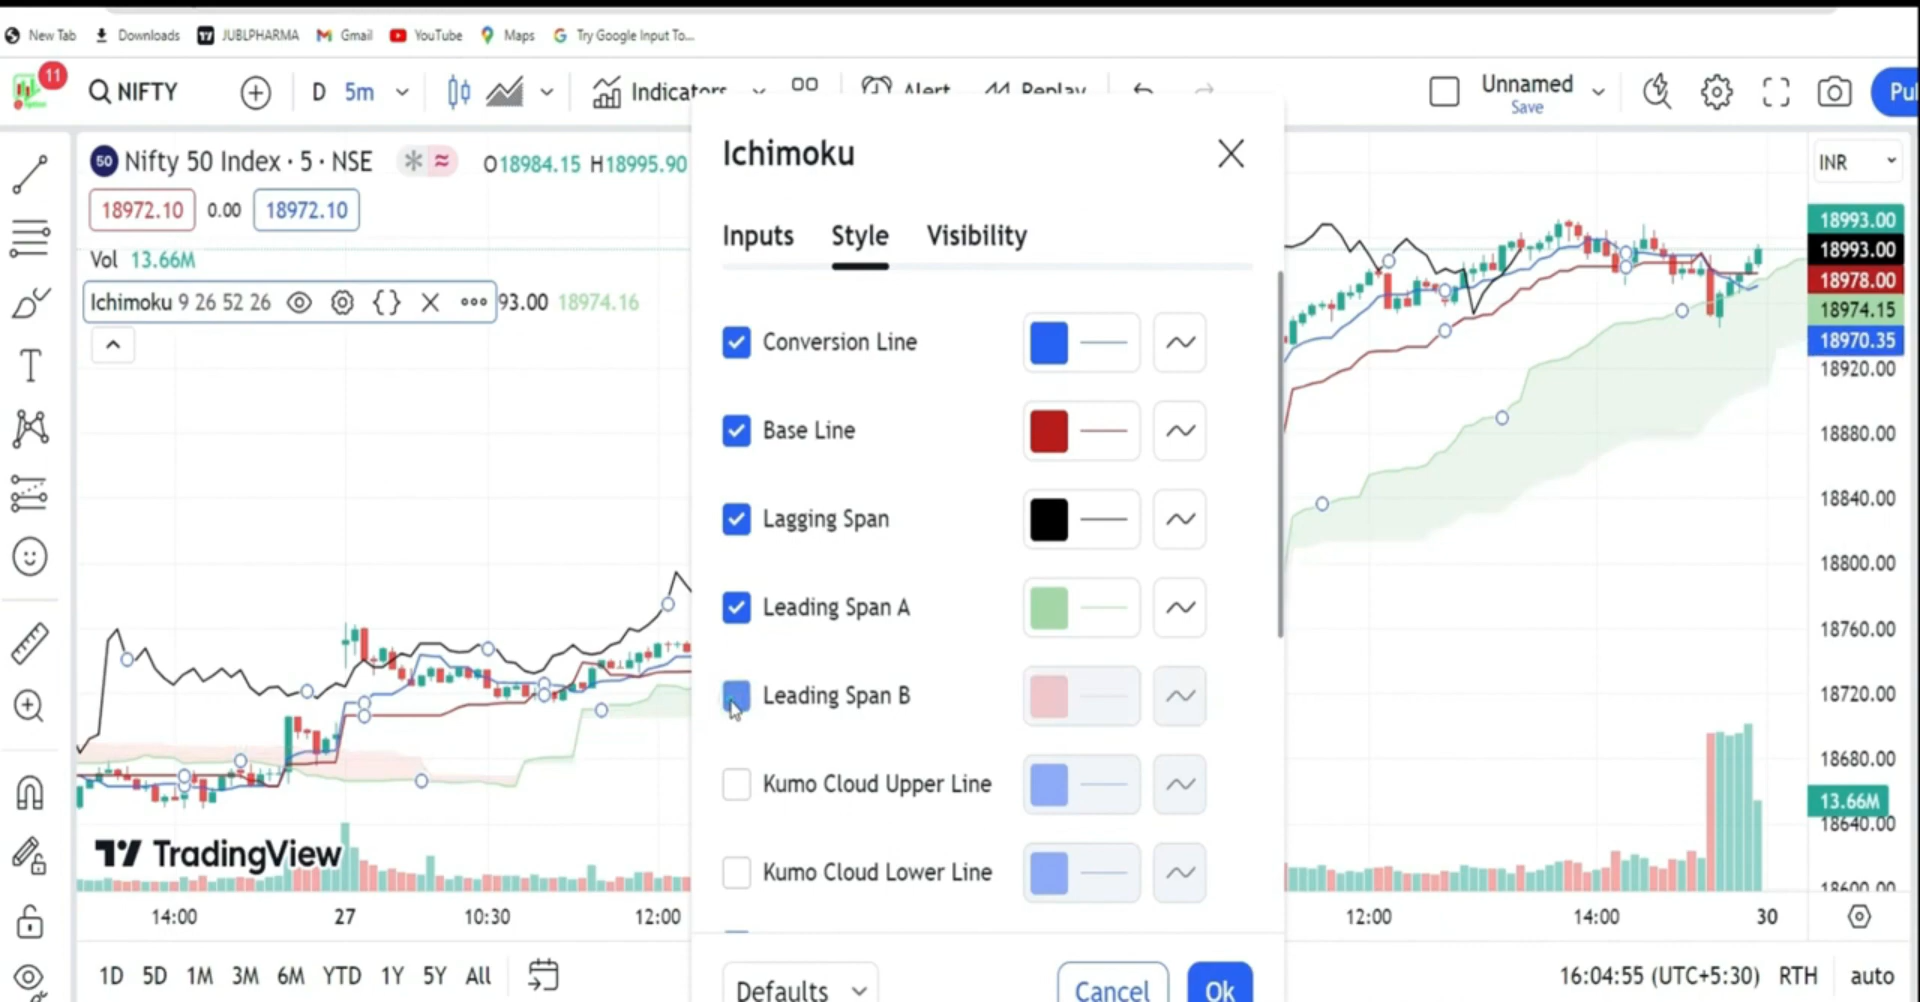 New Tab Downloads JUBLPHARMA Gmail YouTube Maps Try Google Input To...
11 NIFTY D 5m Indicators Alert Replay Unnamed
Save
Pul
50 Nifty 50 Index · 5 · NSE O18984.15 H18995.90
18972.10 0.00 18972.10
Vol 13.66M
Ichimoku 9 26 52 26 93.00 18974.16
Ichimoku
Inputs Style Visibility
Conversion Line
Base Line
Lagging Span
Leading Span A
Leading Span B
Kumo Cloud Upper Line
Kumo Cloud Lower Line
Defaults Cancel Ok
INR
18993.00
18993.00
18978.00
18974.15
18970.35
18920.00
18880.00
18840.00
18800.00
18760.00
18720.00
18680.00
13.66M
18640.00
18600.00
TradingView
14:00 27 10:30 12:00 12:00 14:00 30
1D 5D 1M 3M 6M YTD 1Y 5Y All 16:04:55 (UTC+5:30) RTH auto